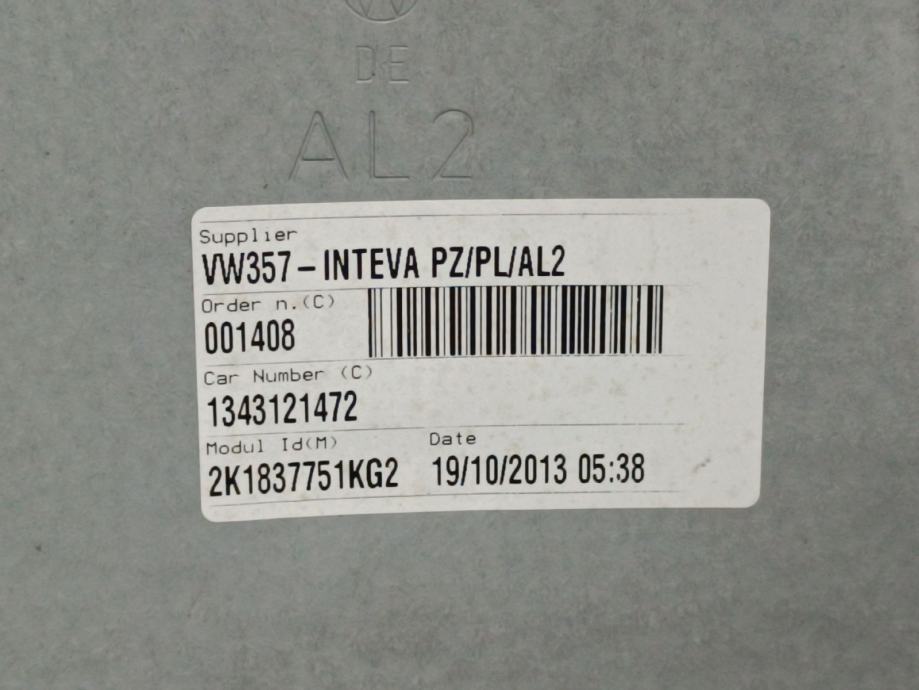 DE
AL2
Supplier
VW357-INTEVA PZ/PL/AL2
Order n.(C)
001408
Car Number (C)
1343121472
Modul Id(M) Date
2K1837751KG2 19/10/2013 05:38